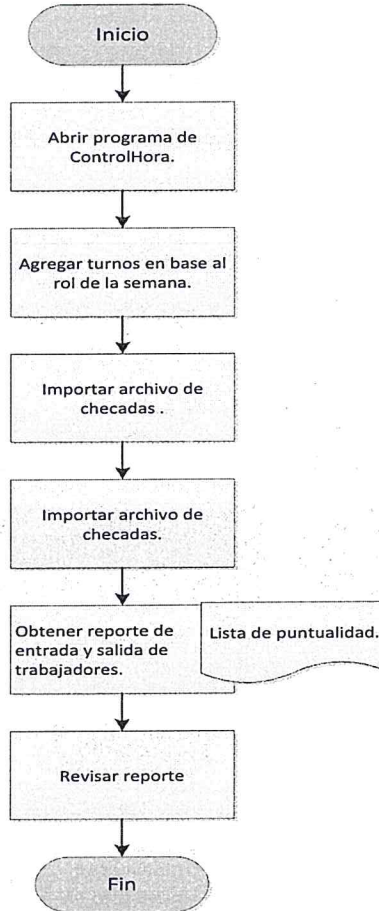 Inicio
Abrir programa de
ControlHora.
Agregar turnos en base al
rol de la semana.
Importar archivo de
checadas .
Importar archivo de
checadas.
Obtener reporte de
entrada y salida de
trabajadores.
Lista de puntualidad.
Revisar reporte
Fin